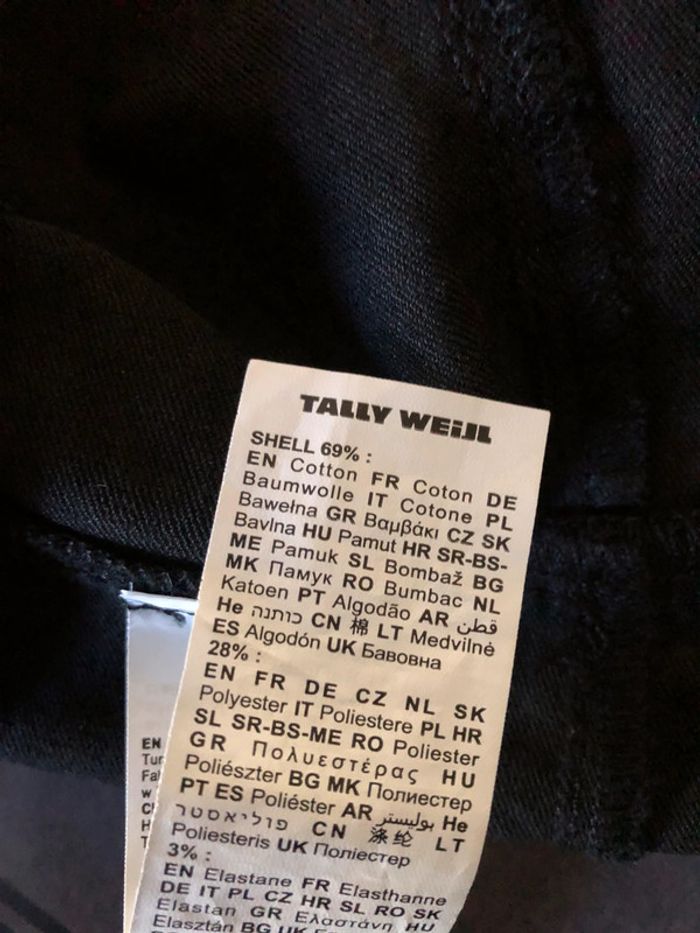 TALLY WEiJL
SHELL 69% :
EN Cotton FR Coton DE
Baumwolle IT Cotone PL
Bawełna GR Βαμβάκι CZ SK
Bavlna HU Pamut HR SR-BS-
ME Pamuk SL Bombaž BG
MK Памук RO Bumbac NL
Katoen PT Algodão AR قطن
He כותנה CN 棉 LT Medvilnė
ES Algodón UK Бавовна
28% :
EN FR DE CZ NL SK
Polyester IT Poliestere PL HR
SL SR-BS-ME RO Poliester
GR Πολυεστέρας HU
Poliészter BG MK Полиестер
PT ES Poliéster AR بوليستر He
פוליאסטר CN 涤纶 LT
Poliesteris UK Поліестер
3% :
EN Elastane FR Elasthanne
DE IT PL CZ HR SL RO SK
Elastan GR Ελαστάνη HU
Elasztán BG UK
EN
Tur
Fa
w